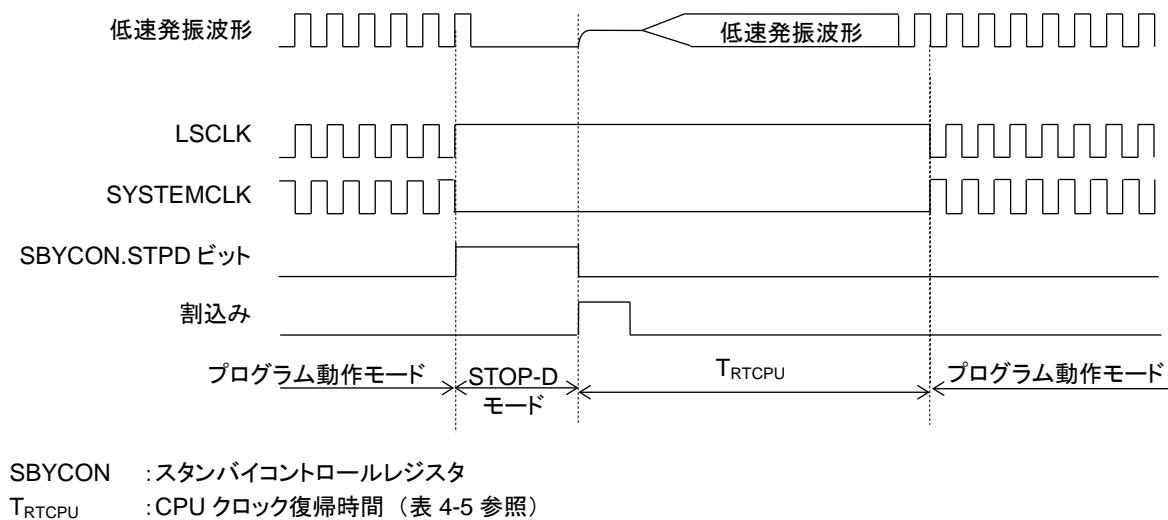 低速発振波形
低速発振波形
LSCLK
SYSTEMCLK
SBYCON.STPD ビット
割込み
プログラム動作モード
STOP-D
モード
TRTCPU
プログラム動作モード
SBYCON :スタンバイコントロールレジスタ
TRTCPU :CPU クロック復帰時間 (表 4-5 参照)